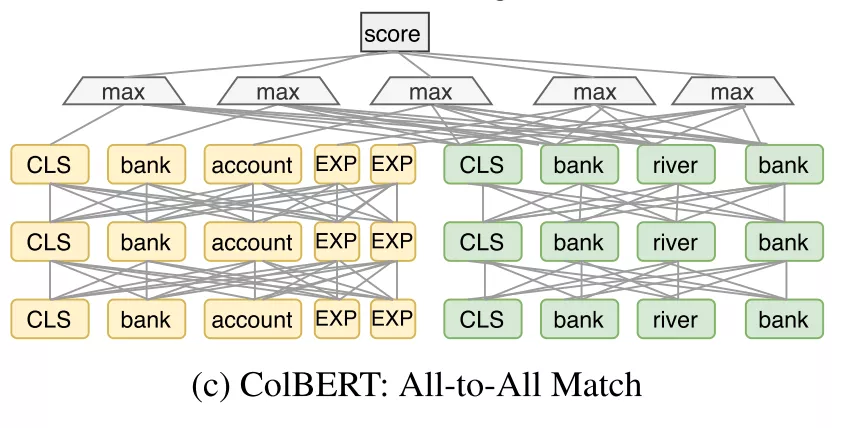 score
max max max max max
CLS bank account EXP EXP CLS bank river bank
CLS bank account EXP EXP CLS bank river bank
CLS bank account EXP EXP CLS bank river bank
(c) ColBERT: All-to-All Match